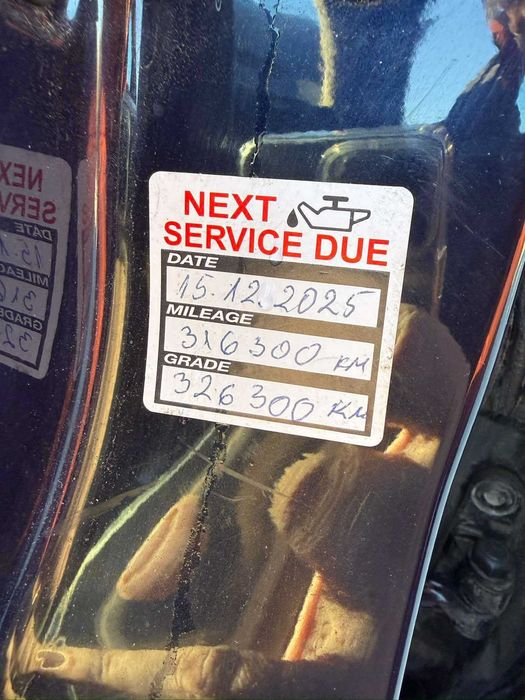 NEXT
SERVICE DUE
DATE
15.12.2025
MILEAGE
316300 KM
GRADE
326300 KM